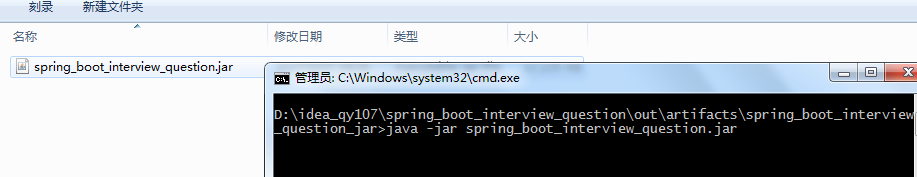 刻录 新建文件夹
名称 修改日期 类型 大小
spring_boot_interview_question.jar
管理员: C:\Windows\system32\cmd.exe
D:\idea_qy107\spring_boot_interview_question\out\artifacts\spring_boot_interview
_question_jar>java -jar spring_boot_interview_question.jar